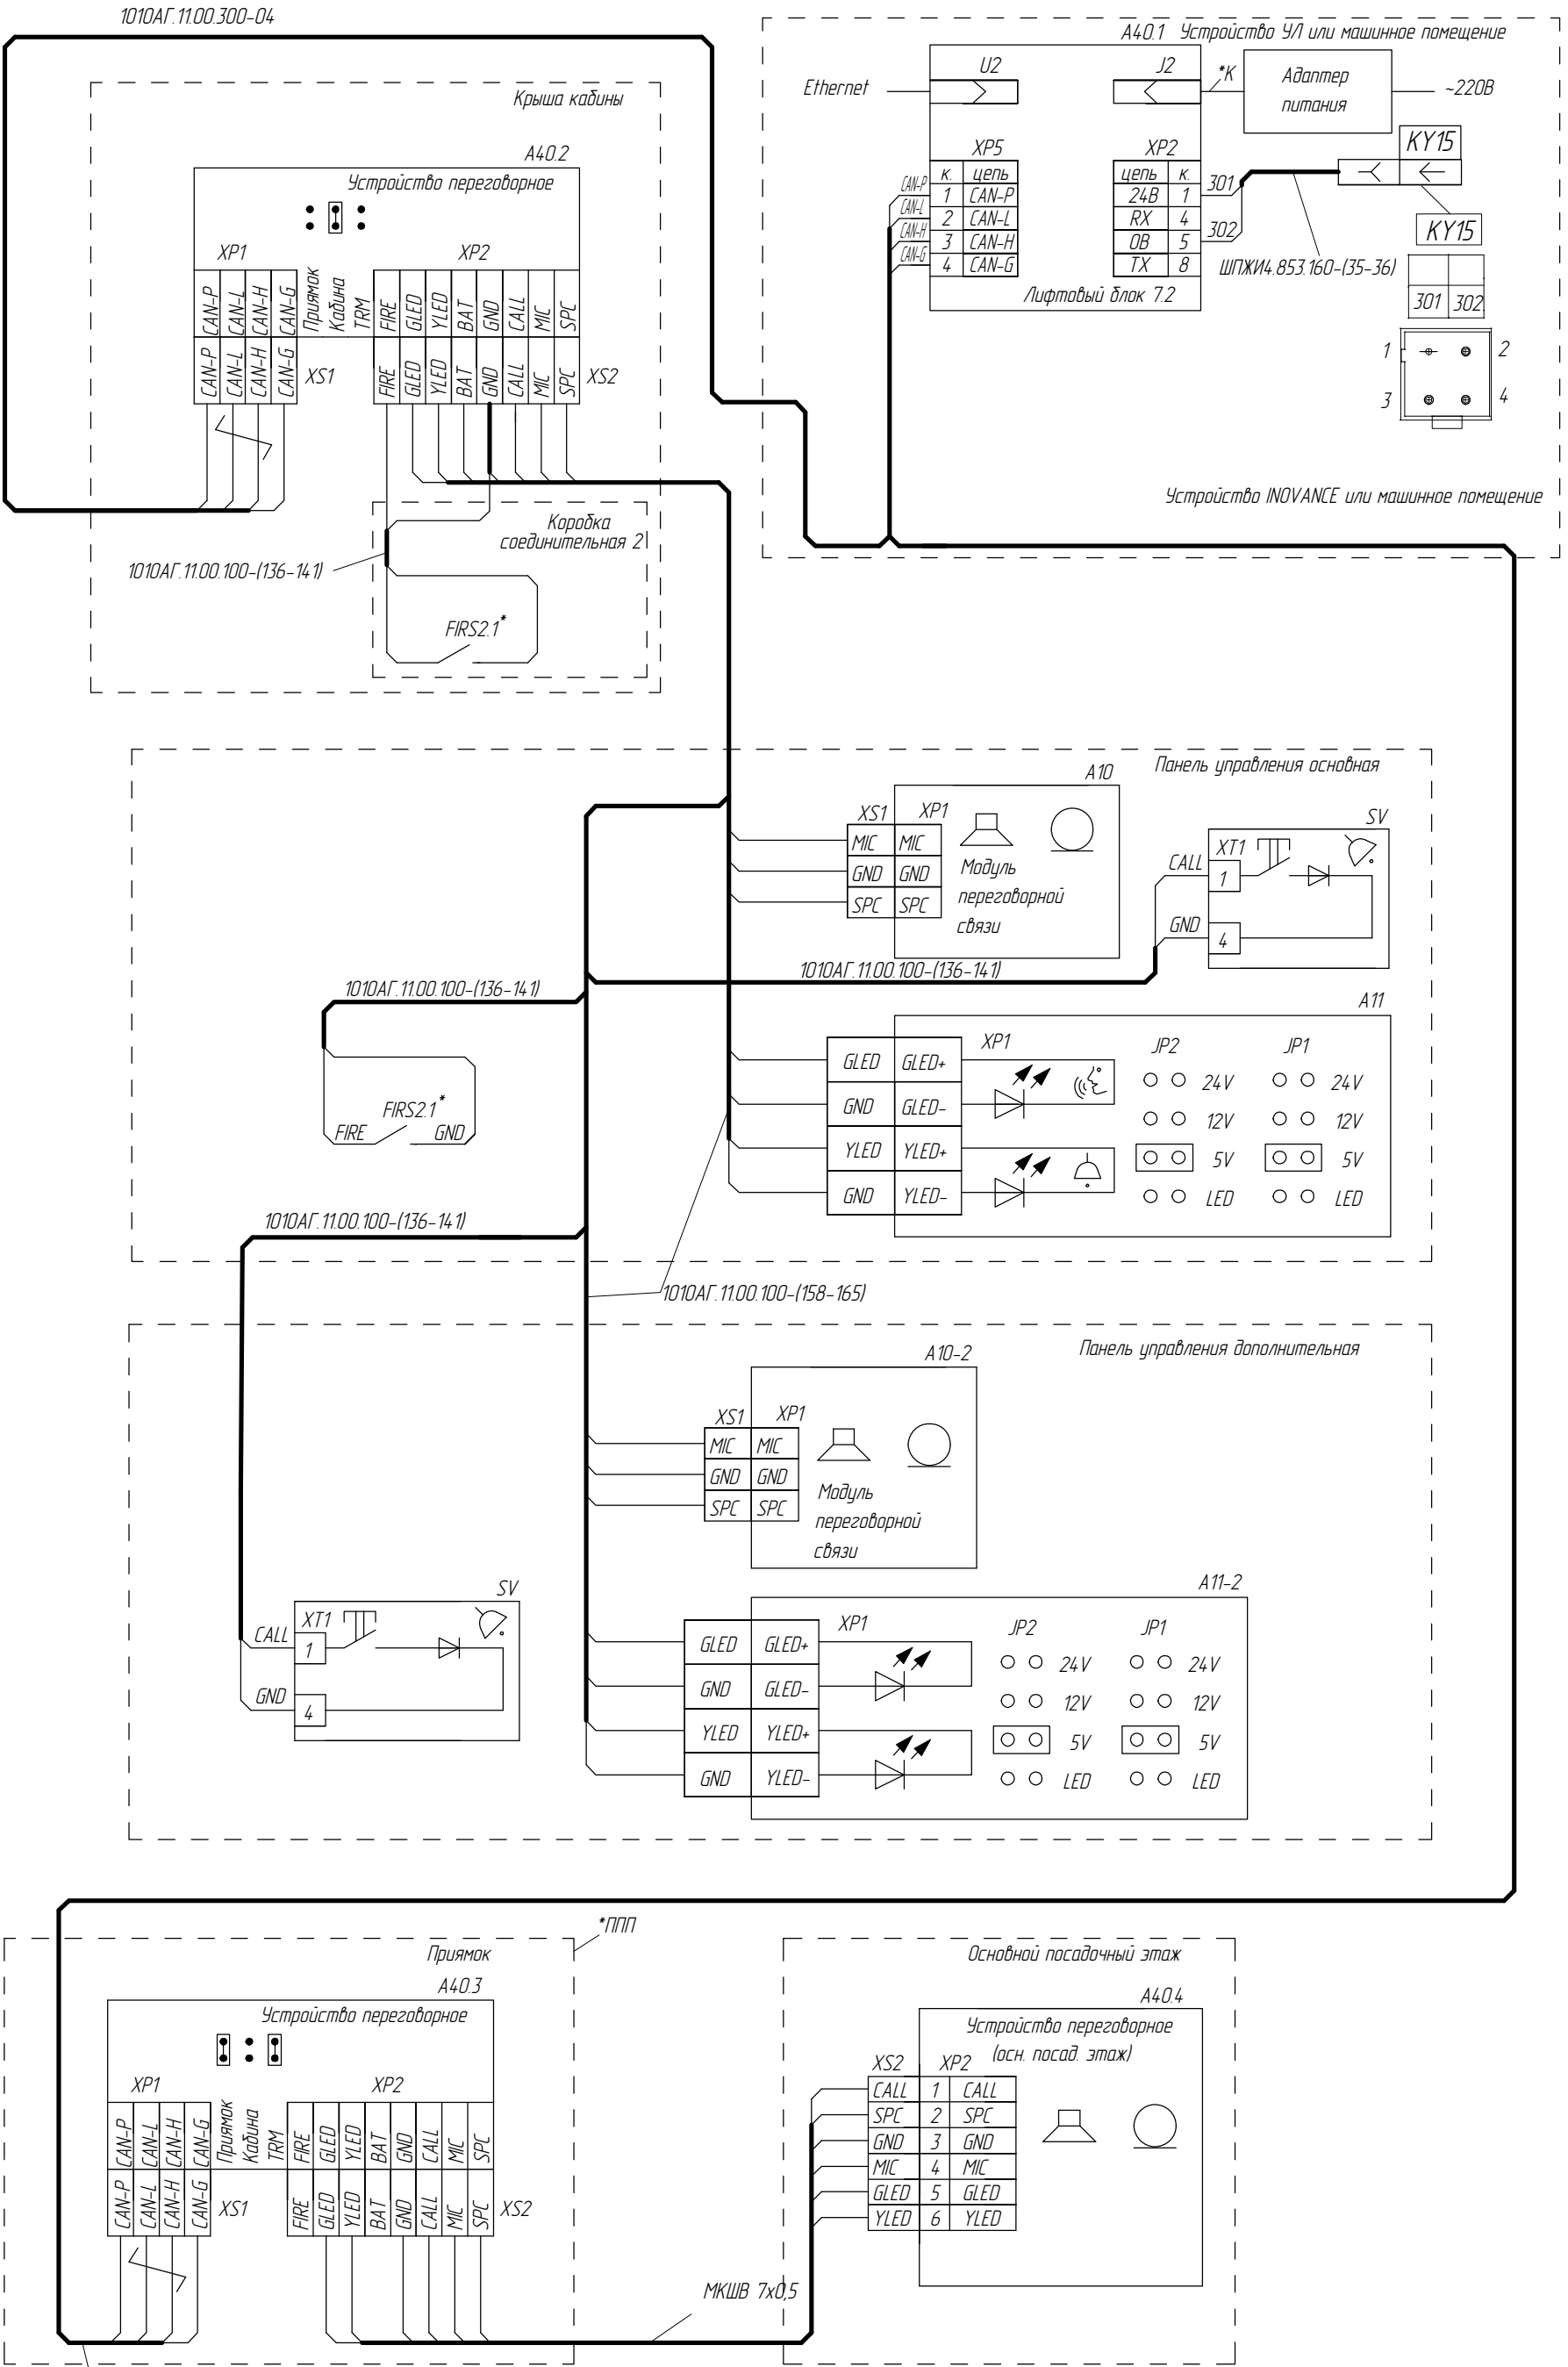 1010АГ.11.00.300-04
Крыша кабины
А40.2
Устройство переговорное
XP1
XP2
CAN-P
CAN-L
CAN-H
CAN-G
Приямок
Кабина
TRM
FIRE
GLED
YLED
BAT
GND
CALL
MIC
SPC
CAN-P
CAN-L
CAN-H
CAN-G
XS1
FIRE
GLED
YLED
BAT
GND
CALL
MIC
SPC
XS2
Коробка
соединительная 2
1010АГ.11.00.100-(136-141)
FIRS2.1*
А40.1 Устройство УЛ или машинное помещение
Ethernet
U2
J2
*К
Адаптер
питания
~220В
XP5
XP2
к. цепь
1 CAN-P
2 CAN-L
3 CAN-H
4 CAN-G
CAN-P
CAN-L
CAN-H
CAN-G
цепь к.
24В 1
RX 4
0В 5
TX 8
301
302
Лифтовый блок 7.2
KY15
KY15
ШПЖИ4.853.160-(35-36)
301 302
1 2
3 4
Устройство INOVANCE или машинное помещение
Панель управления основная
А10
XS1 XP1
MIC MIC
GND GND
SPC SPC
Модуль
переговорной
связи
SV
XT1
CALL 1
GND 4
1010АГ.11.00.100-(136-141)
1010АГ.11.00.100-(136-141)
FIRS2.1*
FIRE GND
А11
XP1 JP2 JP1
GLED GLED+
GND GLED-
YLED YLED+
GND YLED-
24V 24V
12V 12V
5V 5V
LED LED
1010АГ.11.00.100-(136-141)
1010АГ.11.00.100-(158-165)
Панель управления дополнительная
А10-2
XS1 XP1
MIC MIC
GND GND
SPC SPC
Модуль
переговорной
связи
SV
XT1
CALL 1
GND 4
А11-2
XP1 JP2 JP1
GLED GLED+
GND GLED-
YLED YLED+
GND YLED-
24V 24V
12V 12V
5V 5V
LED LED
*ППП
Приямок
А40.3
Устройство переговорное
XP1
XP2
CAN-P
CAN-L
CAN-H
CAN-G
Приямок
Кабина
TRM
FIRE
GLED
YLED
BAT
GND
CALL
MIC
SPC
CAN-P
CAN-L
CAN-H
CAN-G
XS1
FIRE
GLED
YLED
BAT
GND
CALL
MIC
SPC
XS2
МКШВ 7х0,5
Основной посадочный этаж
А40.4
Устройство переговорное
(осн. посад. этаж)
XS2 XP2
CALL 1 CALL
SPC 2 SPC
GND 3 GND
MIC 4 MIC
GLED 5 GLED
YLED 6 YLED